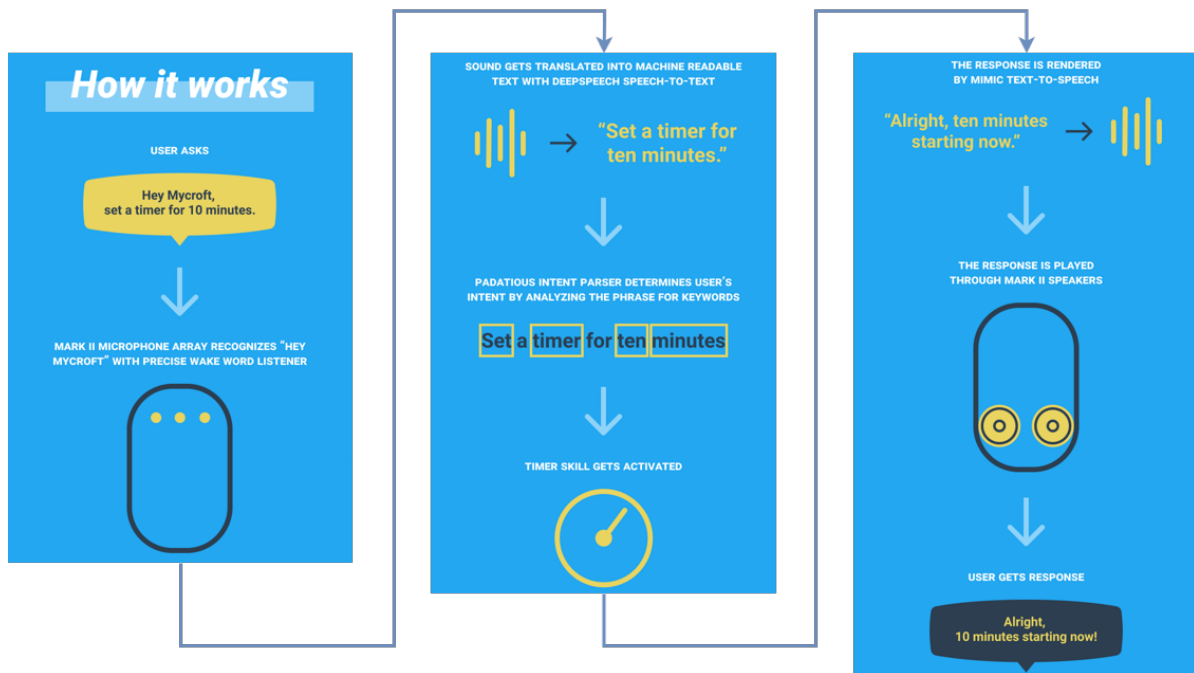 How it works
USER ASKS
Hey Mycroft,
set a timer for 10 minutes.
MARK II MICROPHONE ARRAY RECOGNIZES “HEY
MYCROFT” WITH PRECISE WAKE WORD LISTENER
SOUND GETS TRANSLATED INTO MACHINE READABLE
TEXT WITH DEEPSPEECH SPEECH-TO-TEXT
“Set a timer for
ten minutes.”
PADATIOUS INTENT PARSER DETERMINES USER’S
INTENT BY ANALYZING THE PHRASE FOR KEYWORDS
Set a timer for ten minutes
TIMER SKILL GETS ACTIVATED
THE RESPONSE IS RENDERED
BY MIMIC TEXT-TO-SPEECH
“Alright, ten minutes
starting now.”
THE RESPONSE IS PLAYED
THROUGH MARK II SPEAKERS
USER GETS RESPONSE
Alright,
10 minutes starting now!